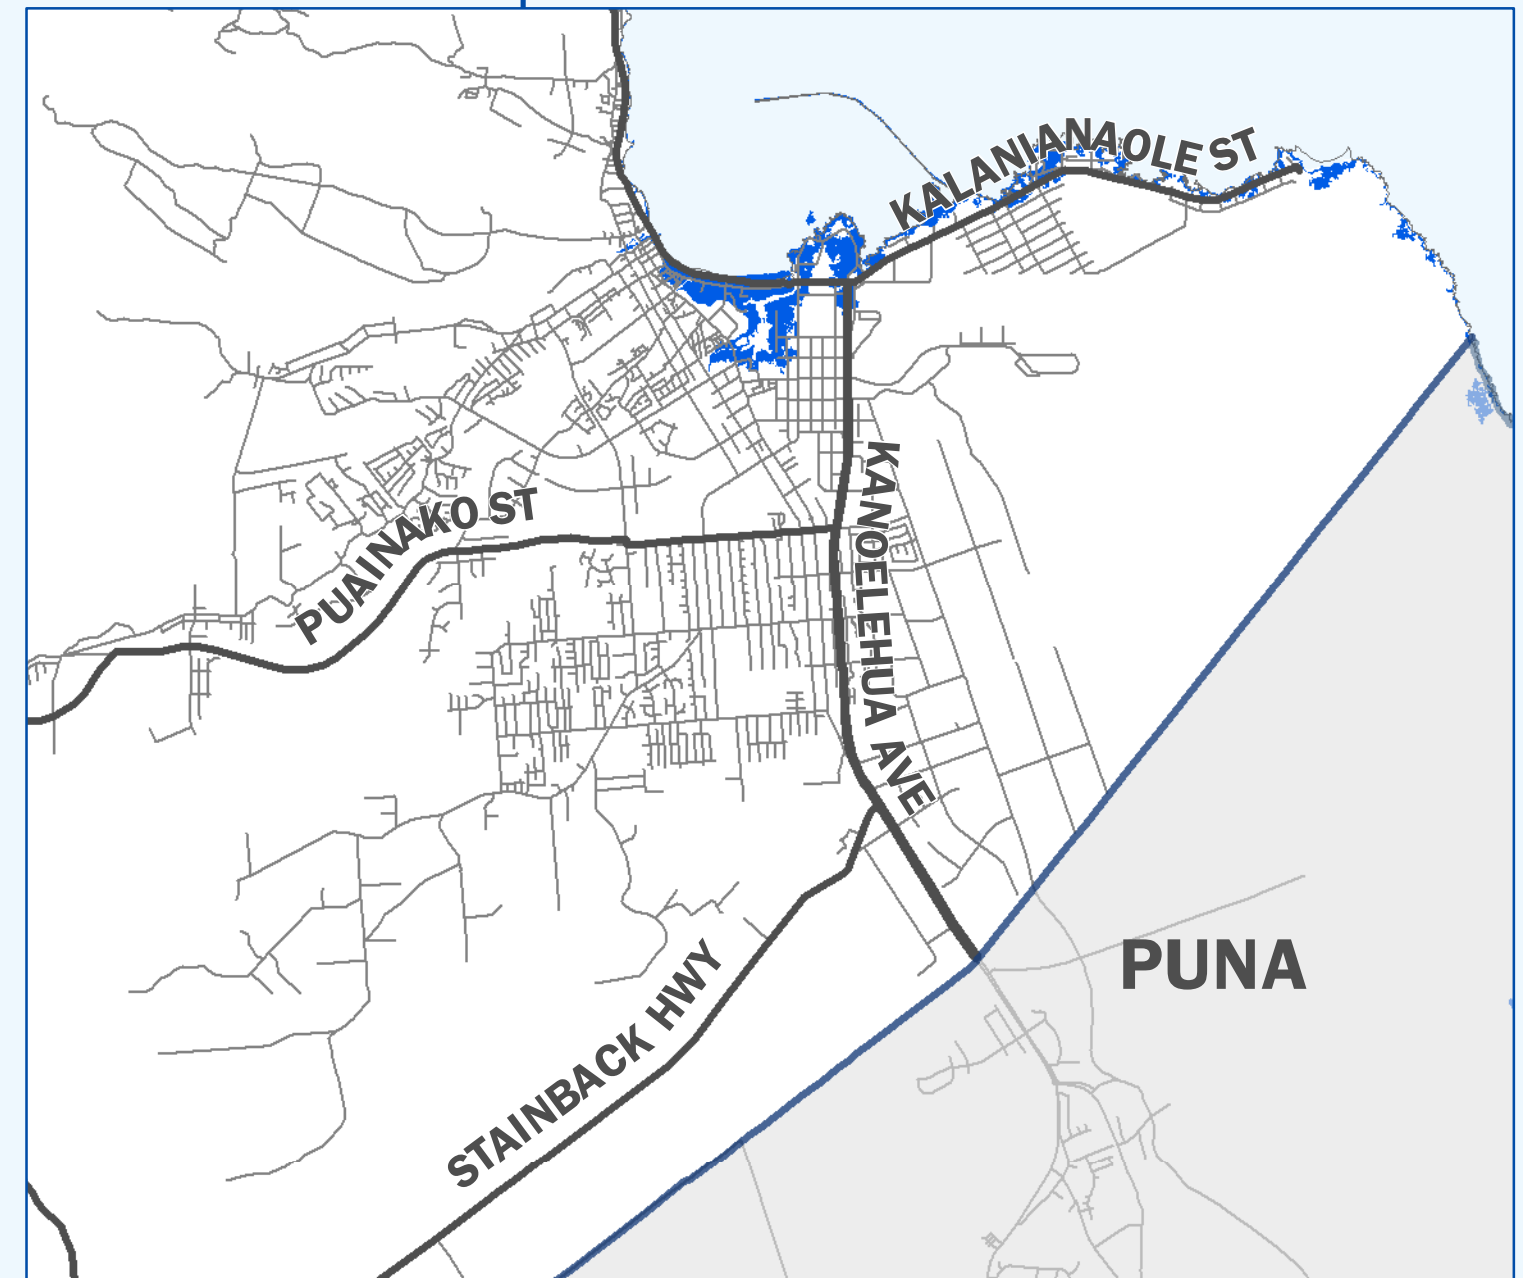 KALANIANAOLE ST
KANOELEHUA AVE
PUAINAKO ST
PUNA
STAINBACK HWY